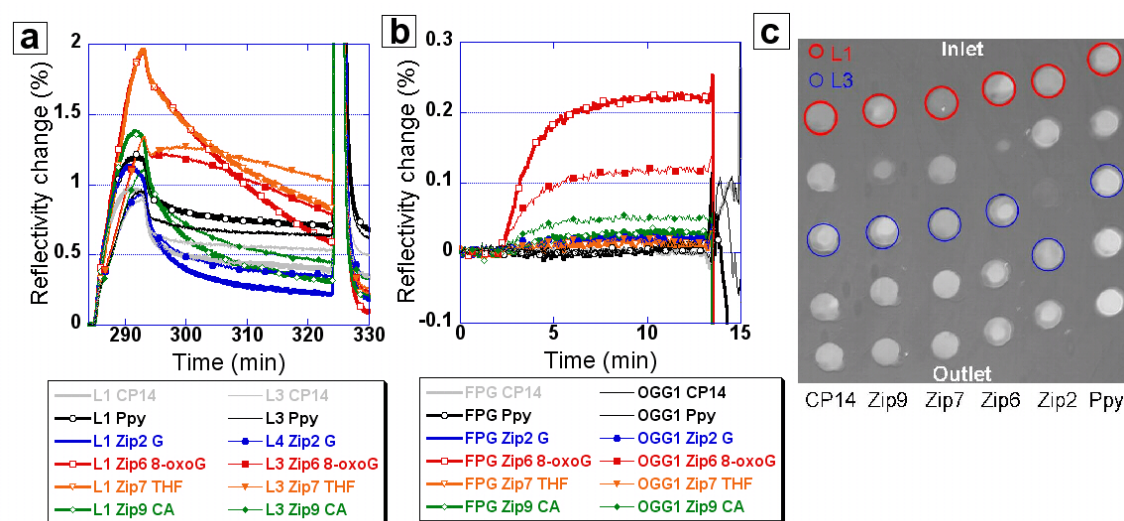 a
Reflectivity change (%)
2
1.5
1
0.5
0
290
300
310
320
330
Time (min)
L1 CP14
L3 CP14
L1 Ppy
L3 Ppy
L1 Zip2 G
L4 Zip2 G
L1 Zip6 8-oxoG
L3 Zip6 8-oxoG
L1 Zip7 THF
L3 Zip7 THF
L1 Zip9 CA
L3 Zip9 CA
b
Reflectivity change (%)
0.3
0.2
0.1
0
-0.1
0
5
10
15
Time (min)
FPG CP14
OGG1 CP14
FPG Ppy
OGG1 Ppy
FPG Zip2 G
OGG1 Zip2 G
FPG Zip6 8-oxoG
OGG1 Zip6 8-oxoG
FPG Zip7 THF
OGG1 Zip7 THF
FPG Zip9 CA
OGG1 Zip9 CA
c
L1
L3
Inlet
Outlet
CP14 Zip9 Zip7 Zip6 Zip2 Ppy